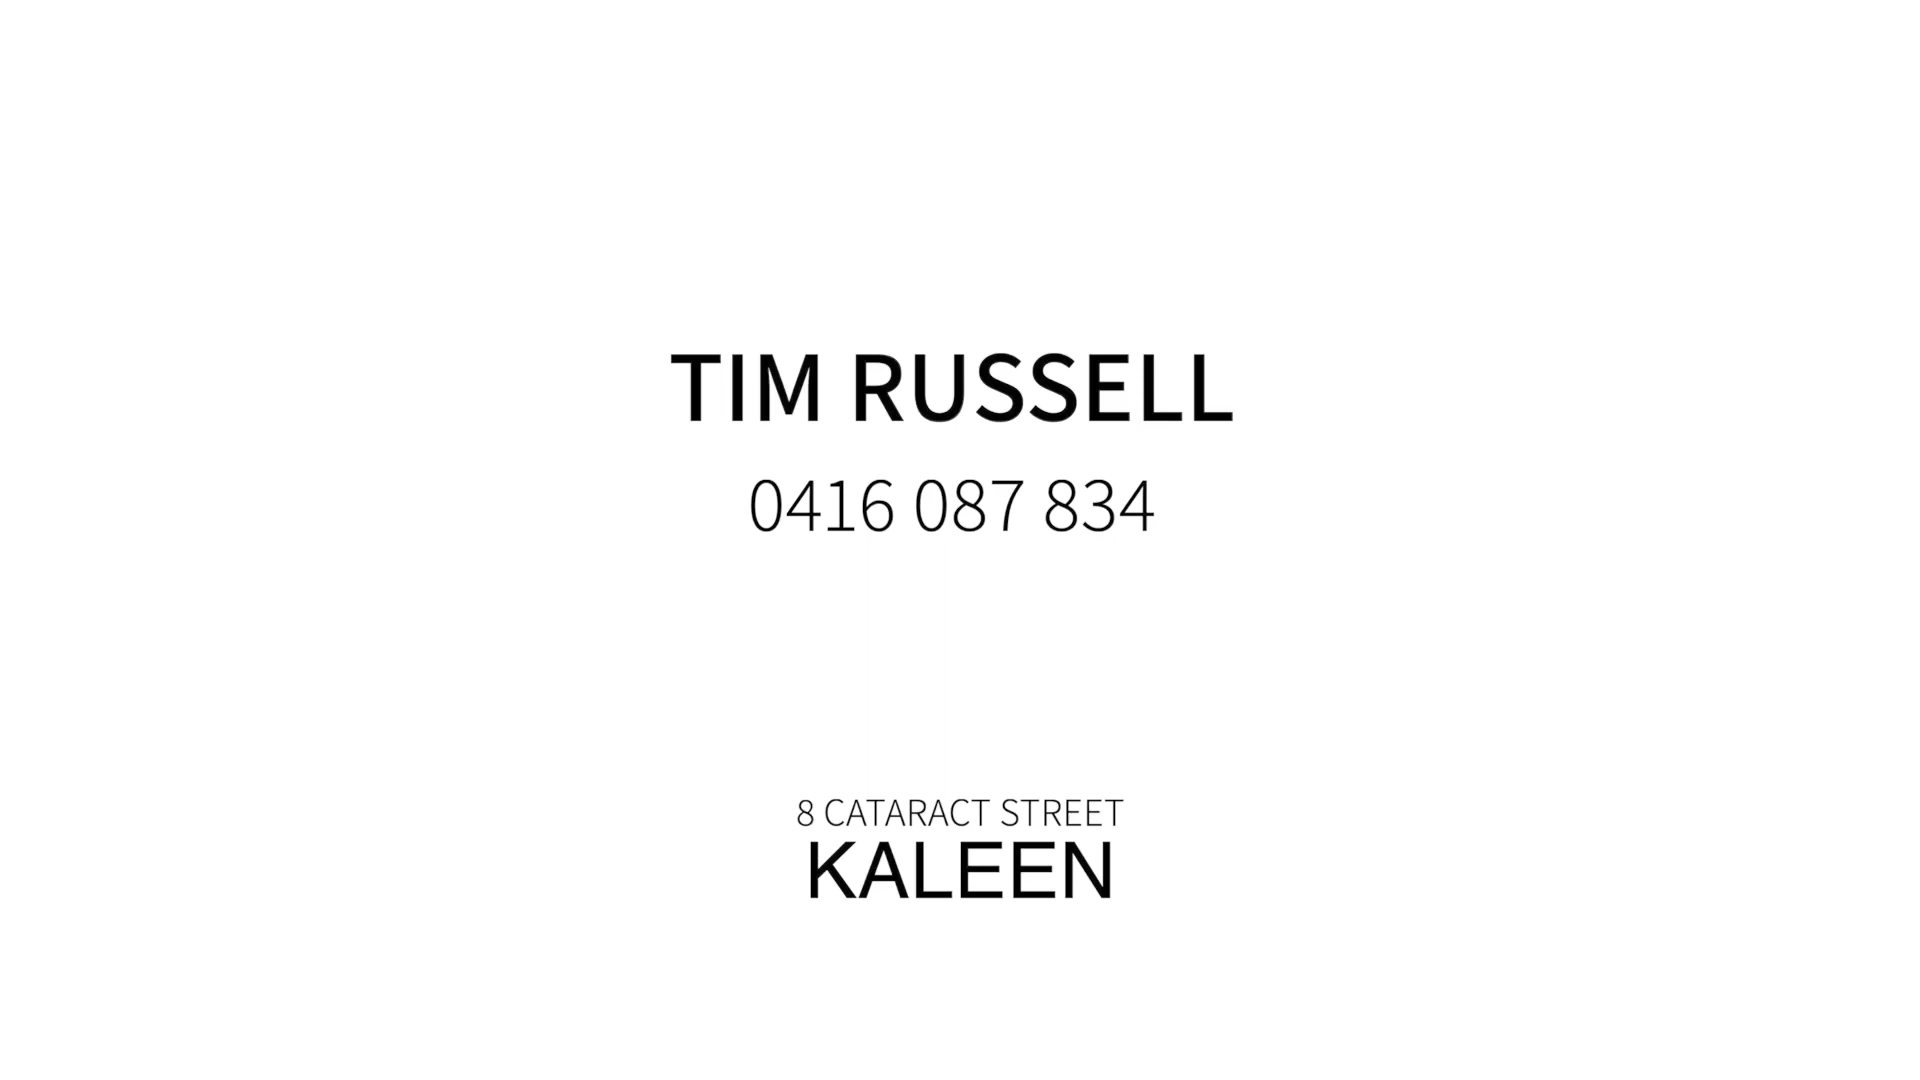 TIM RUSSELL
0416 087 834
8 CATARACT STREET
KALEEN